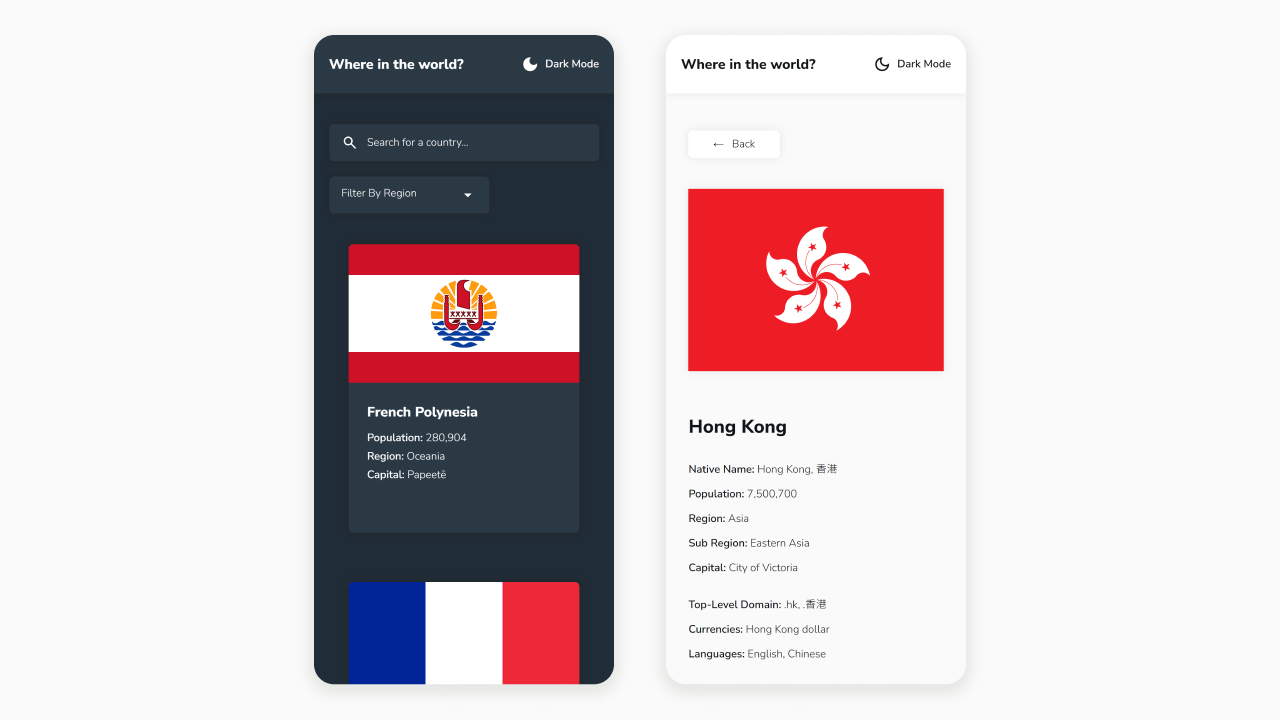 Where in the world?
Dark Mode
Search for a country...
Filter By Region
French Polynesia
Population: 280,904
Region: Oceania
Capital: Papeetē
Where in the world?
Dark Mode
← Back
Hong Kong
Native Name: Hong Kong, 香港
Population: 7,500,700
Region: Asia
Sub Region: Eastern Asia
Capital: City of Victoria
Top-Level Domain: .hk, .香港
Currencies: Hong Kong dollar
Languages: English, Chinese